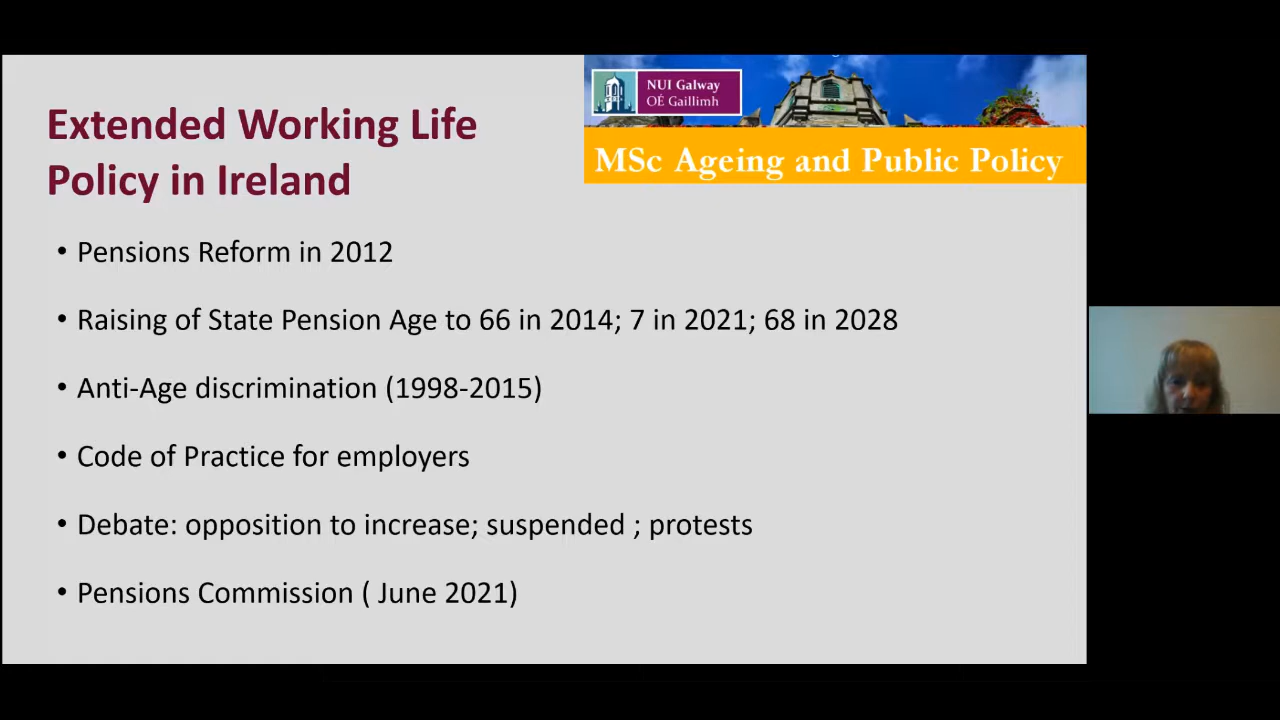 Extended Working Life
Policy in Ireland
NUI Galway
OÉ Gaillimh
MSc Ageing and Public Policy
• Pensions Reform in 2012
• Raising of State Pension Age to 66 in 2014; 7 in 2021; 68 in 2028
• Anti-Age discrimination (1998-2015)
• Code of Practice for employers
• Debate: opposition to increase; suspended ; protests
• Pensions Commission ( June 2021)